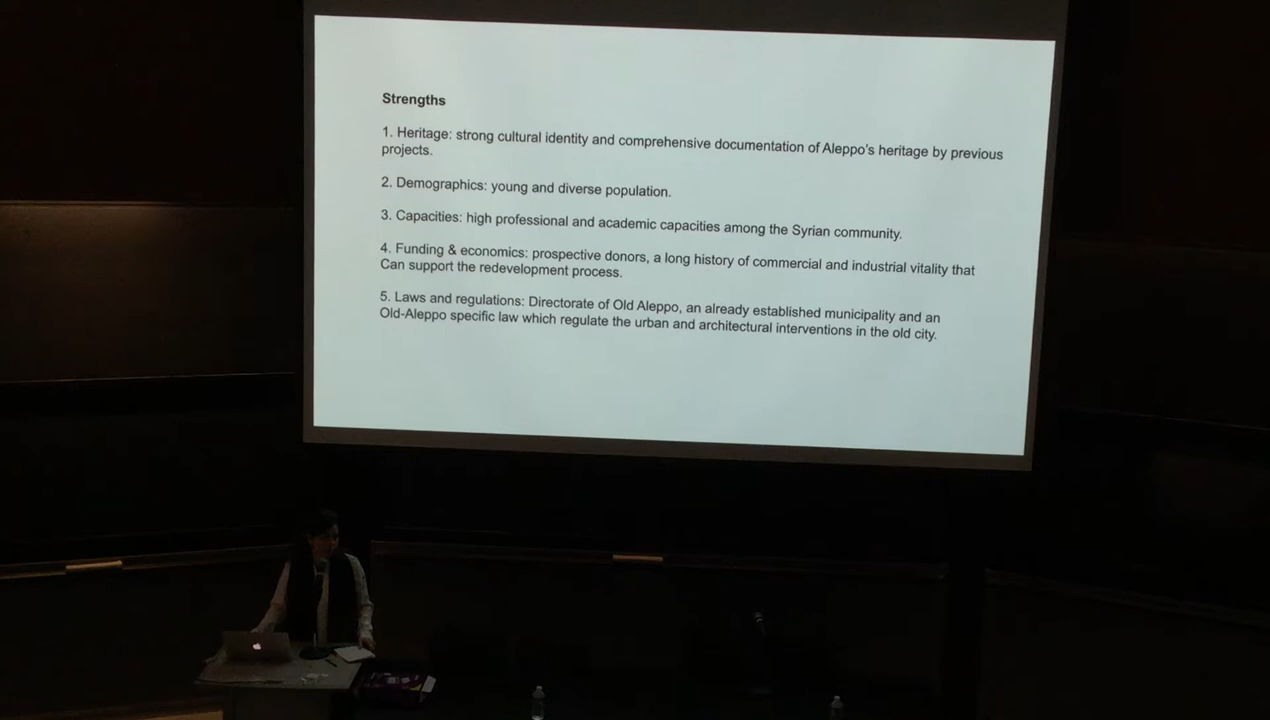 Strengths
1. Heritage: strong cultural identity and comprehensive documentation of Aleppo's heritage by previous
projects.
2. Demographics: young and diverse population.
3. Capacities: high professional and academic capacities among the Syrian community.
4. Funding & economics: prospective donors, a long history of commercial and industrial vitality that
Can support the redevelopment process.
5. Laws and regulations: Directorate of Old Aleppo, an already established municipality and an
Old-Aleppo specific law which regulate the urban and architectural interventions in the old city.